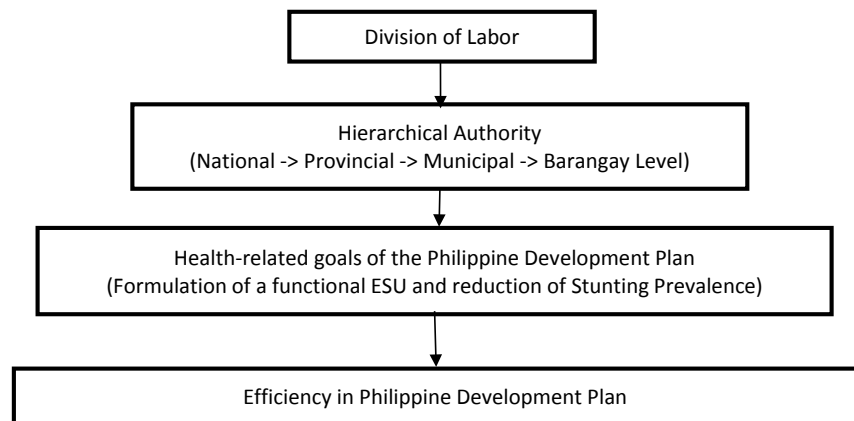 Division of Labor
Hierarchical Authority
(National -> Provincial -> Municipal -> Barangay Level)
Health-related goals of the Philippine Development Plan
(Formulation of a functional ESU and reduction of Stunting Prevalence)
Efficiency in Philippine Development Plan